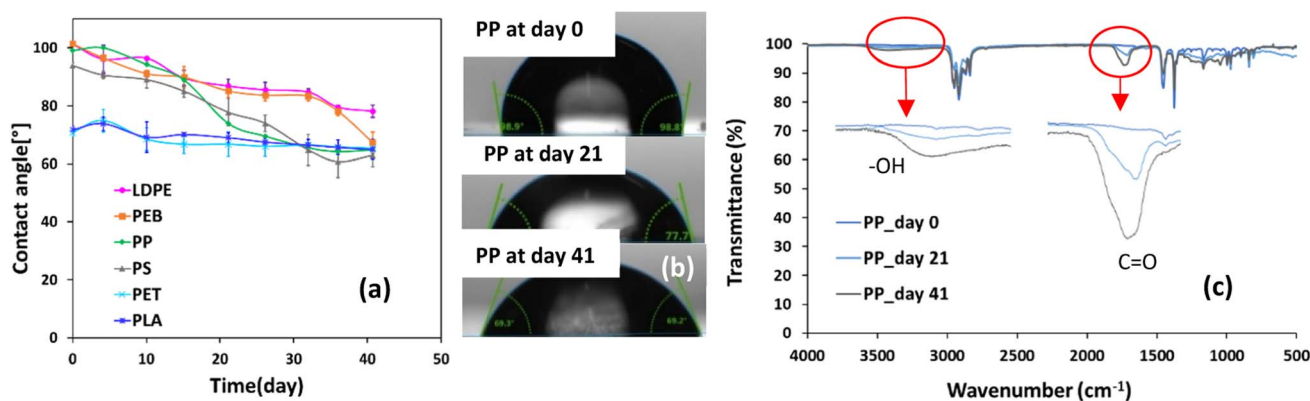 Contact angle[°]
100
80
60
40
20
0
0
10
20
30
40
50
Time(day)
LDPE
PEB
PP
PS
PET
PLA
(a)
PP at day 0
98.9°
98.8°
PP at day 21
77.7
PP at day 41
69.3°
69.2°
(b)
Transmittance (%)
110
100
90
80
70
60
50
40
30
20
10
0
4000
3500
3000
2500
2000
1500
1000
500
Wavenumber (cm⁻¹)
-OH
C=O
PP_day 0
PP_day 21
PP_day 41
(c)